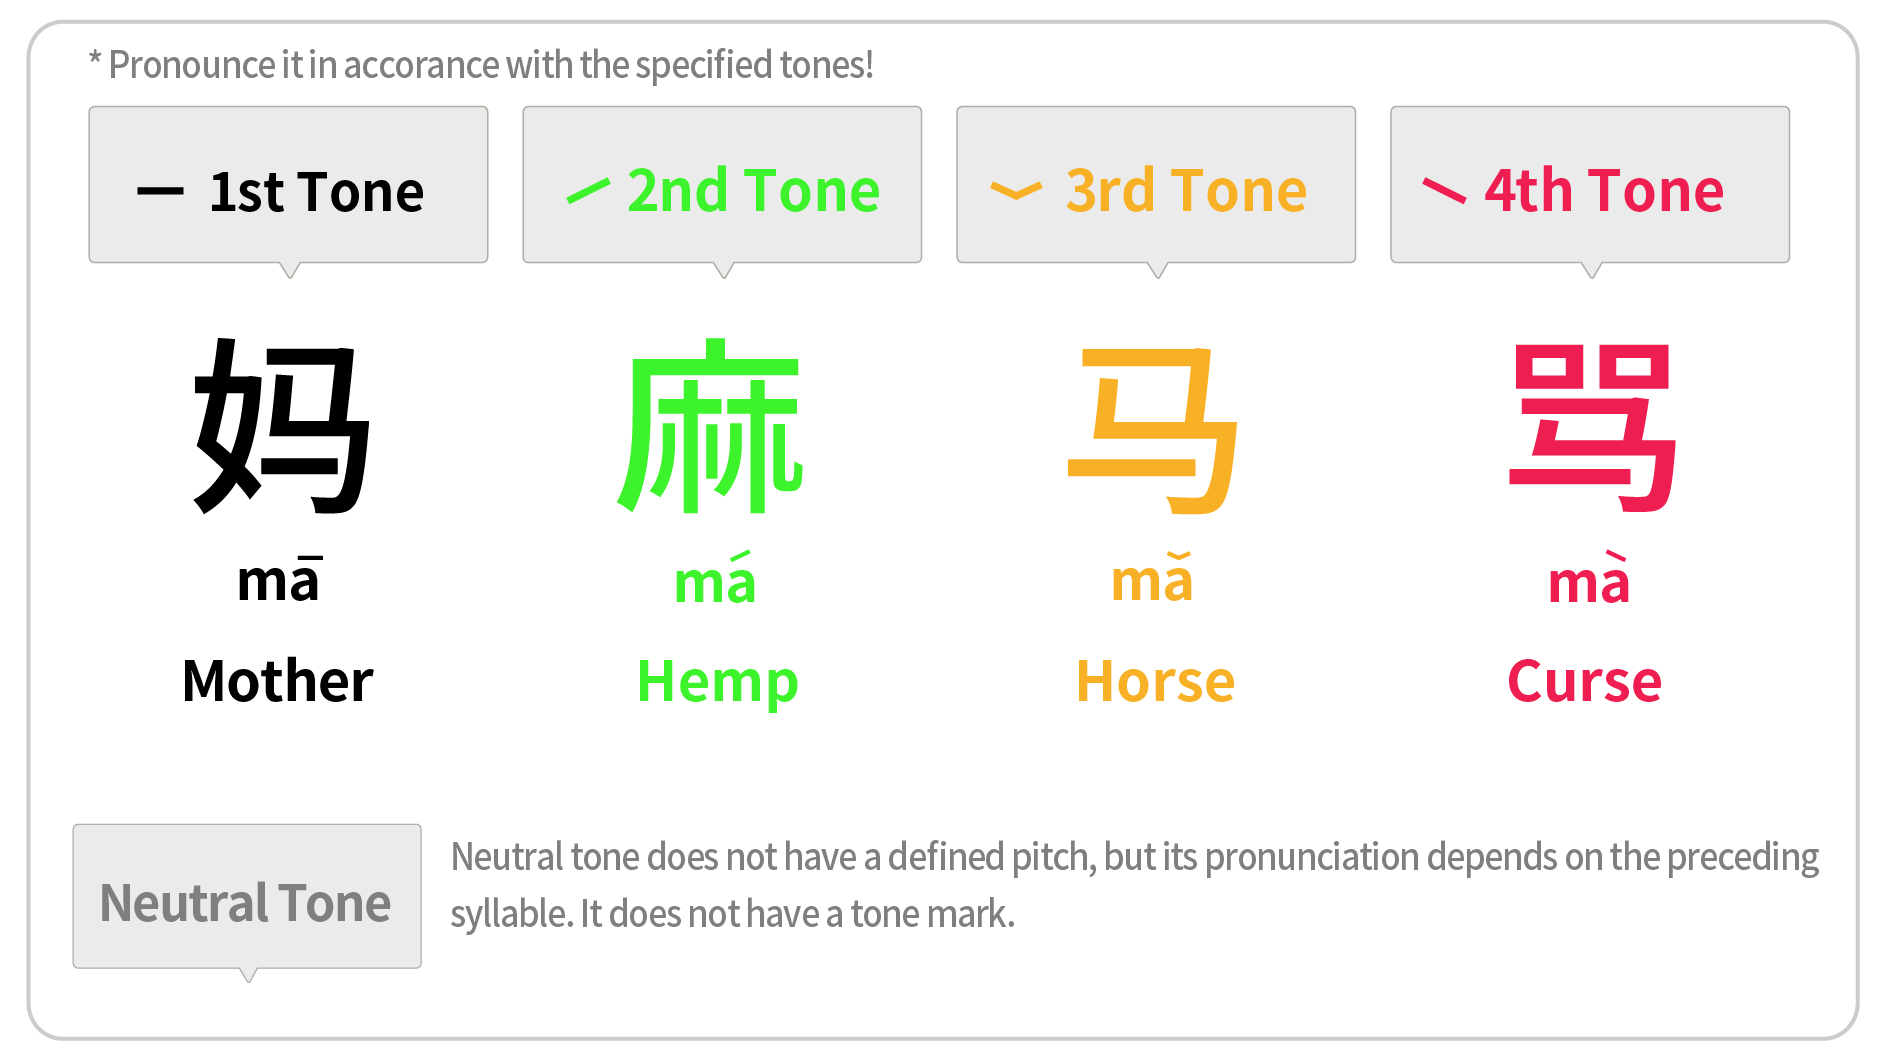 * Pronounce it in accorance with the specified tones!
1st Tone
2nd Tone
3rd Tone
4th Tone
妈
麻
马
骂
mā
má
mǎ
mà
Mother
Hemp
Horse
Curse
Neutral Tone
Neutral tone does not have a defined pitch, but its pronunciation depends on the preceding
syllable. It does not have a tone mark.